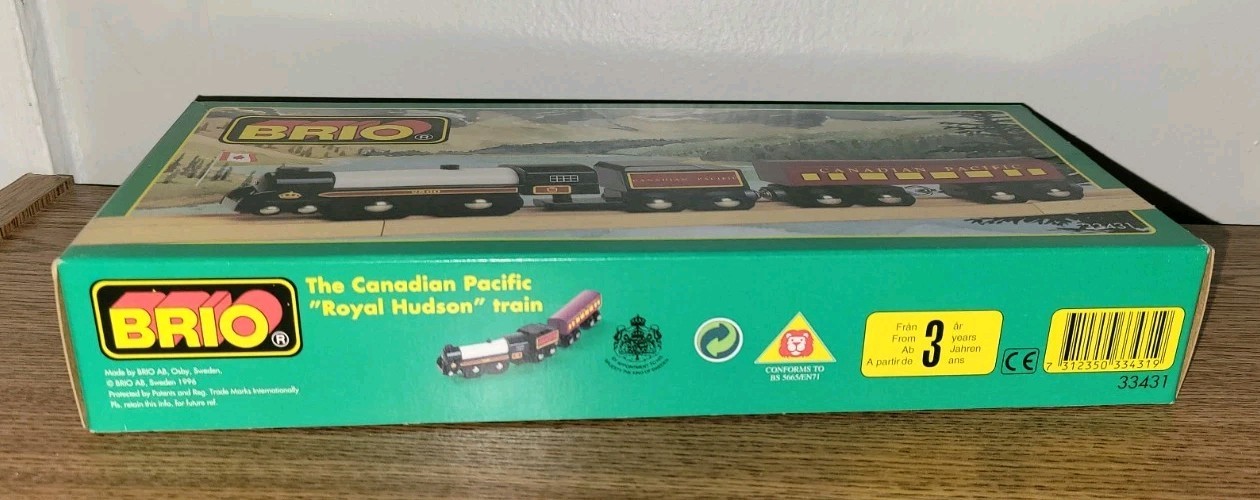 BRIO®
BRIO
CANADIAN PACIFIC
CANADIAN PACIFIC
33431
BRIO®
The Canadian Pacific
"Royal Hudson" train
Made by BRIO AB, Osby, Sweden.
© BRIO AB, Sweden 1996
Protected by Patents and Reg. Trade Marks Internationally
Pls. retain this info. for future ref.
CONFORMS TO
BS 5665/EN71
Från 3 år
From years
Ab Jahren
A partir de ans
CE
7 312350 334319
33431